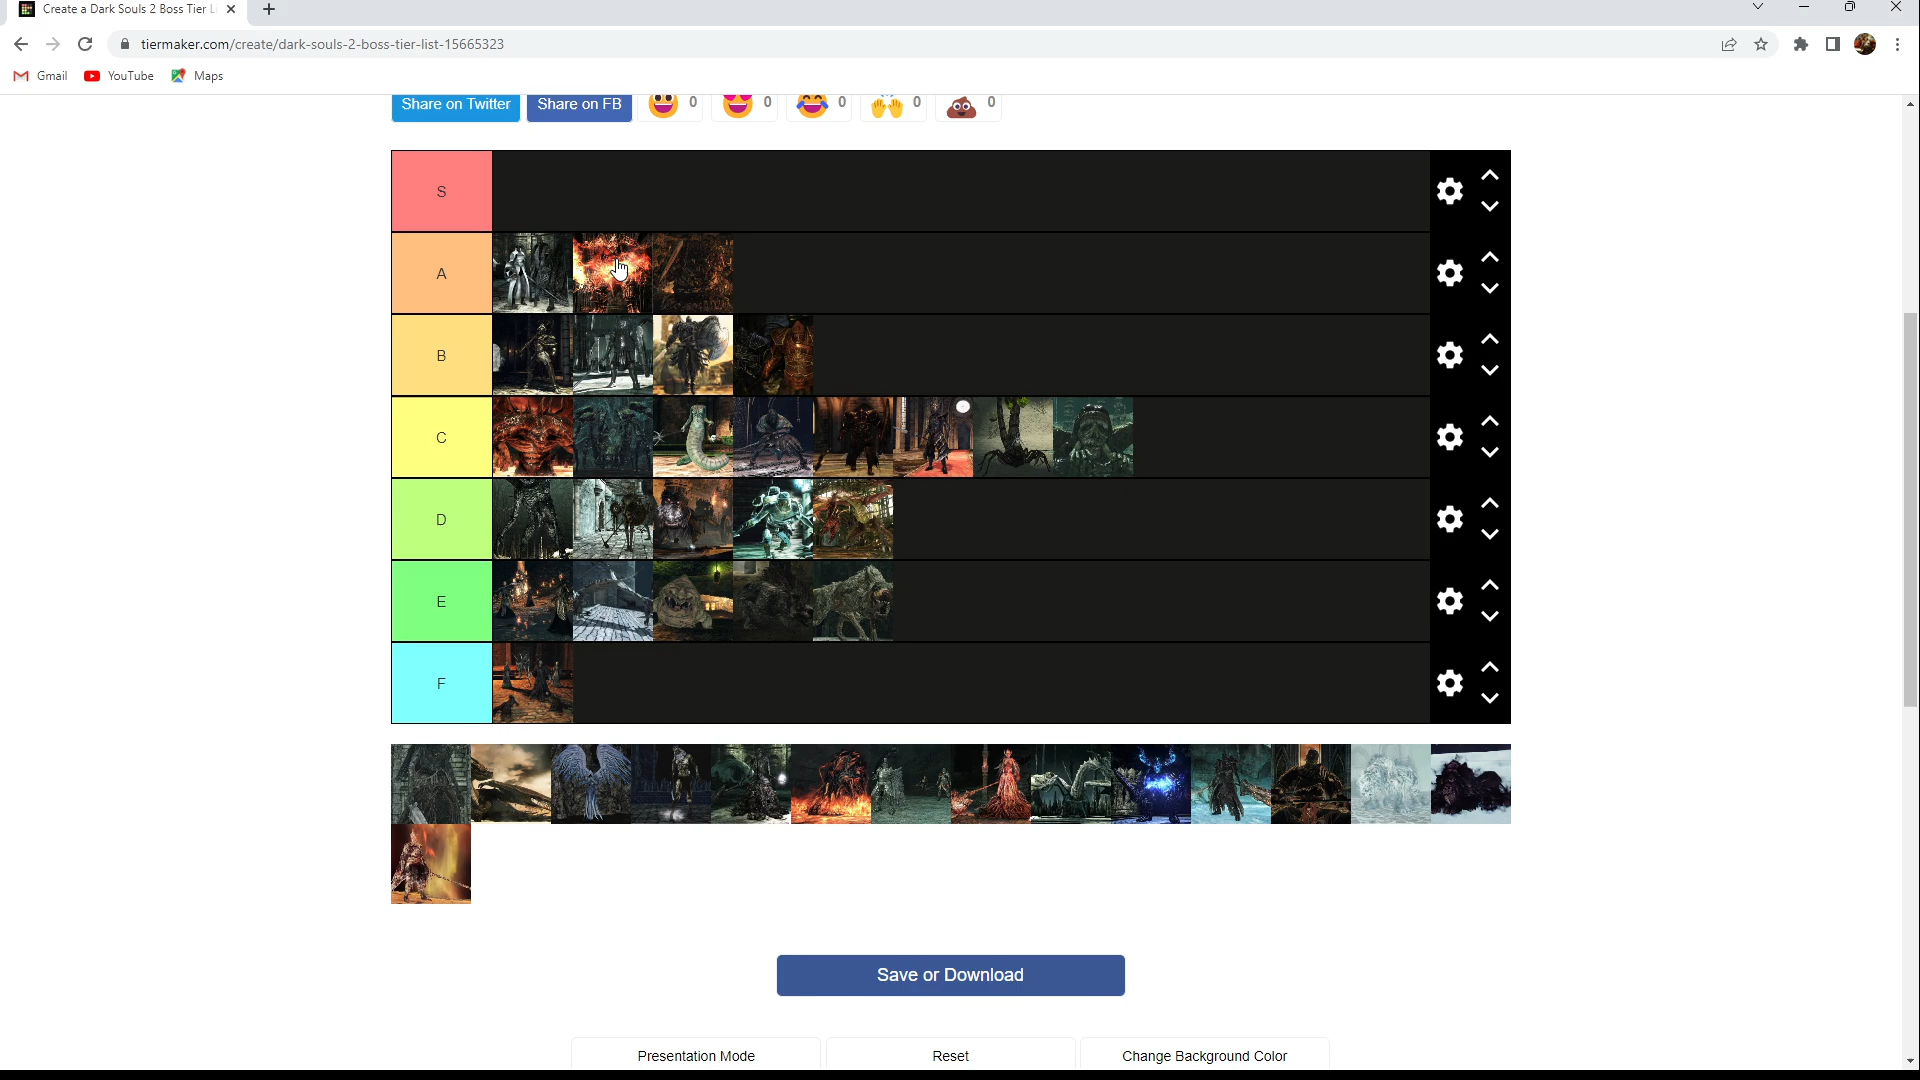 Create a Dark Souls 2 Boss Tier Li
tiermaker.com/create/dark-souls-2-boss-tier-list-15665323
Gmail YouTube Maps
Share on Twitter Share on FB 0 0 0 0 0
S
A
B
C
D
E
F
Save or Download
Presentation Mode Reset Change Background Color